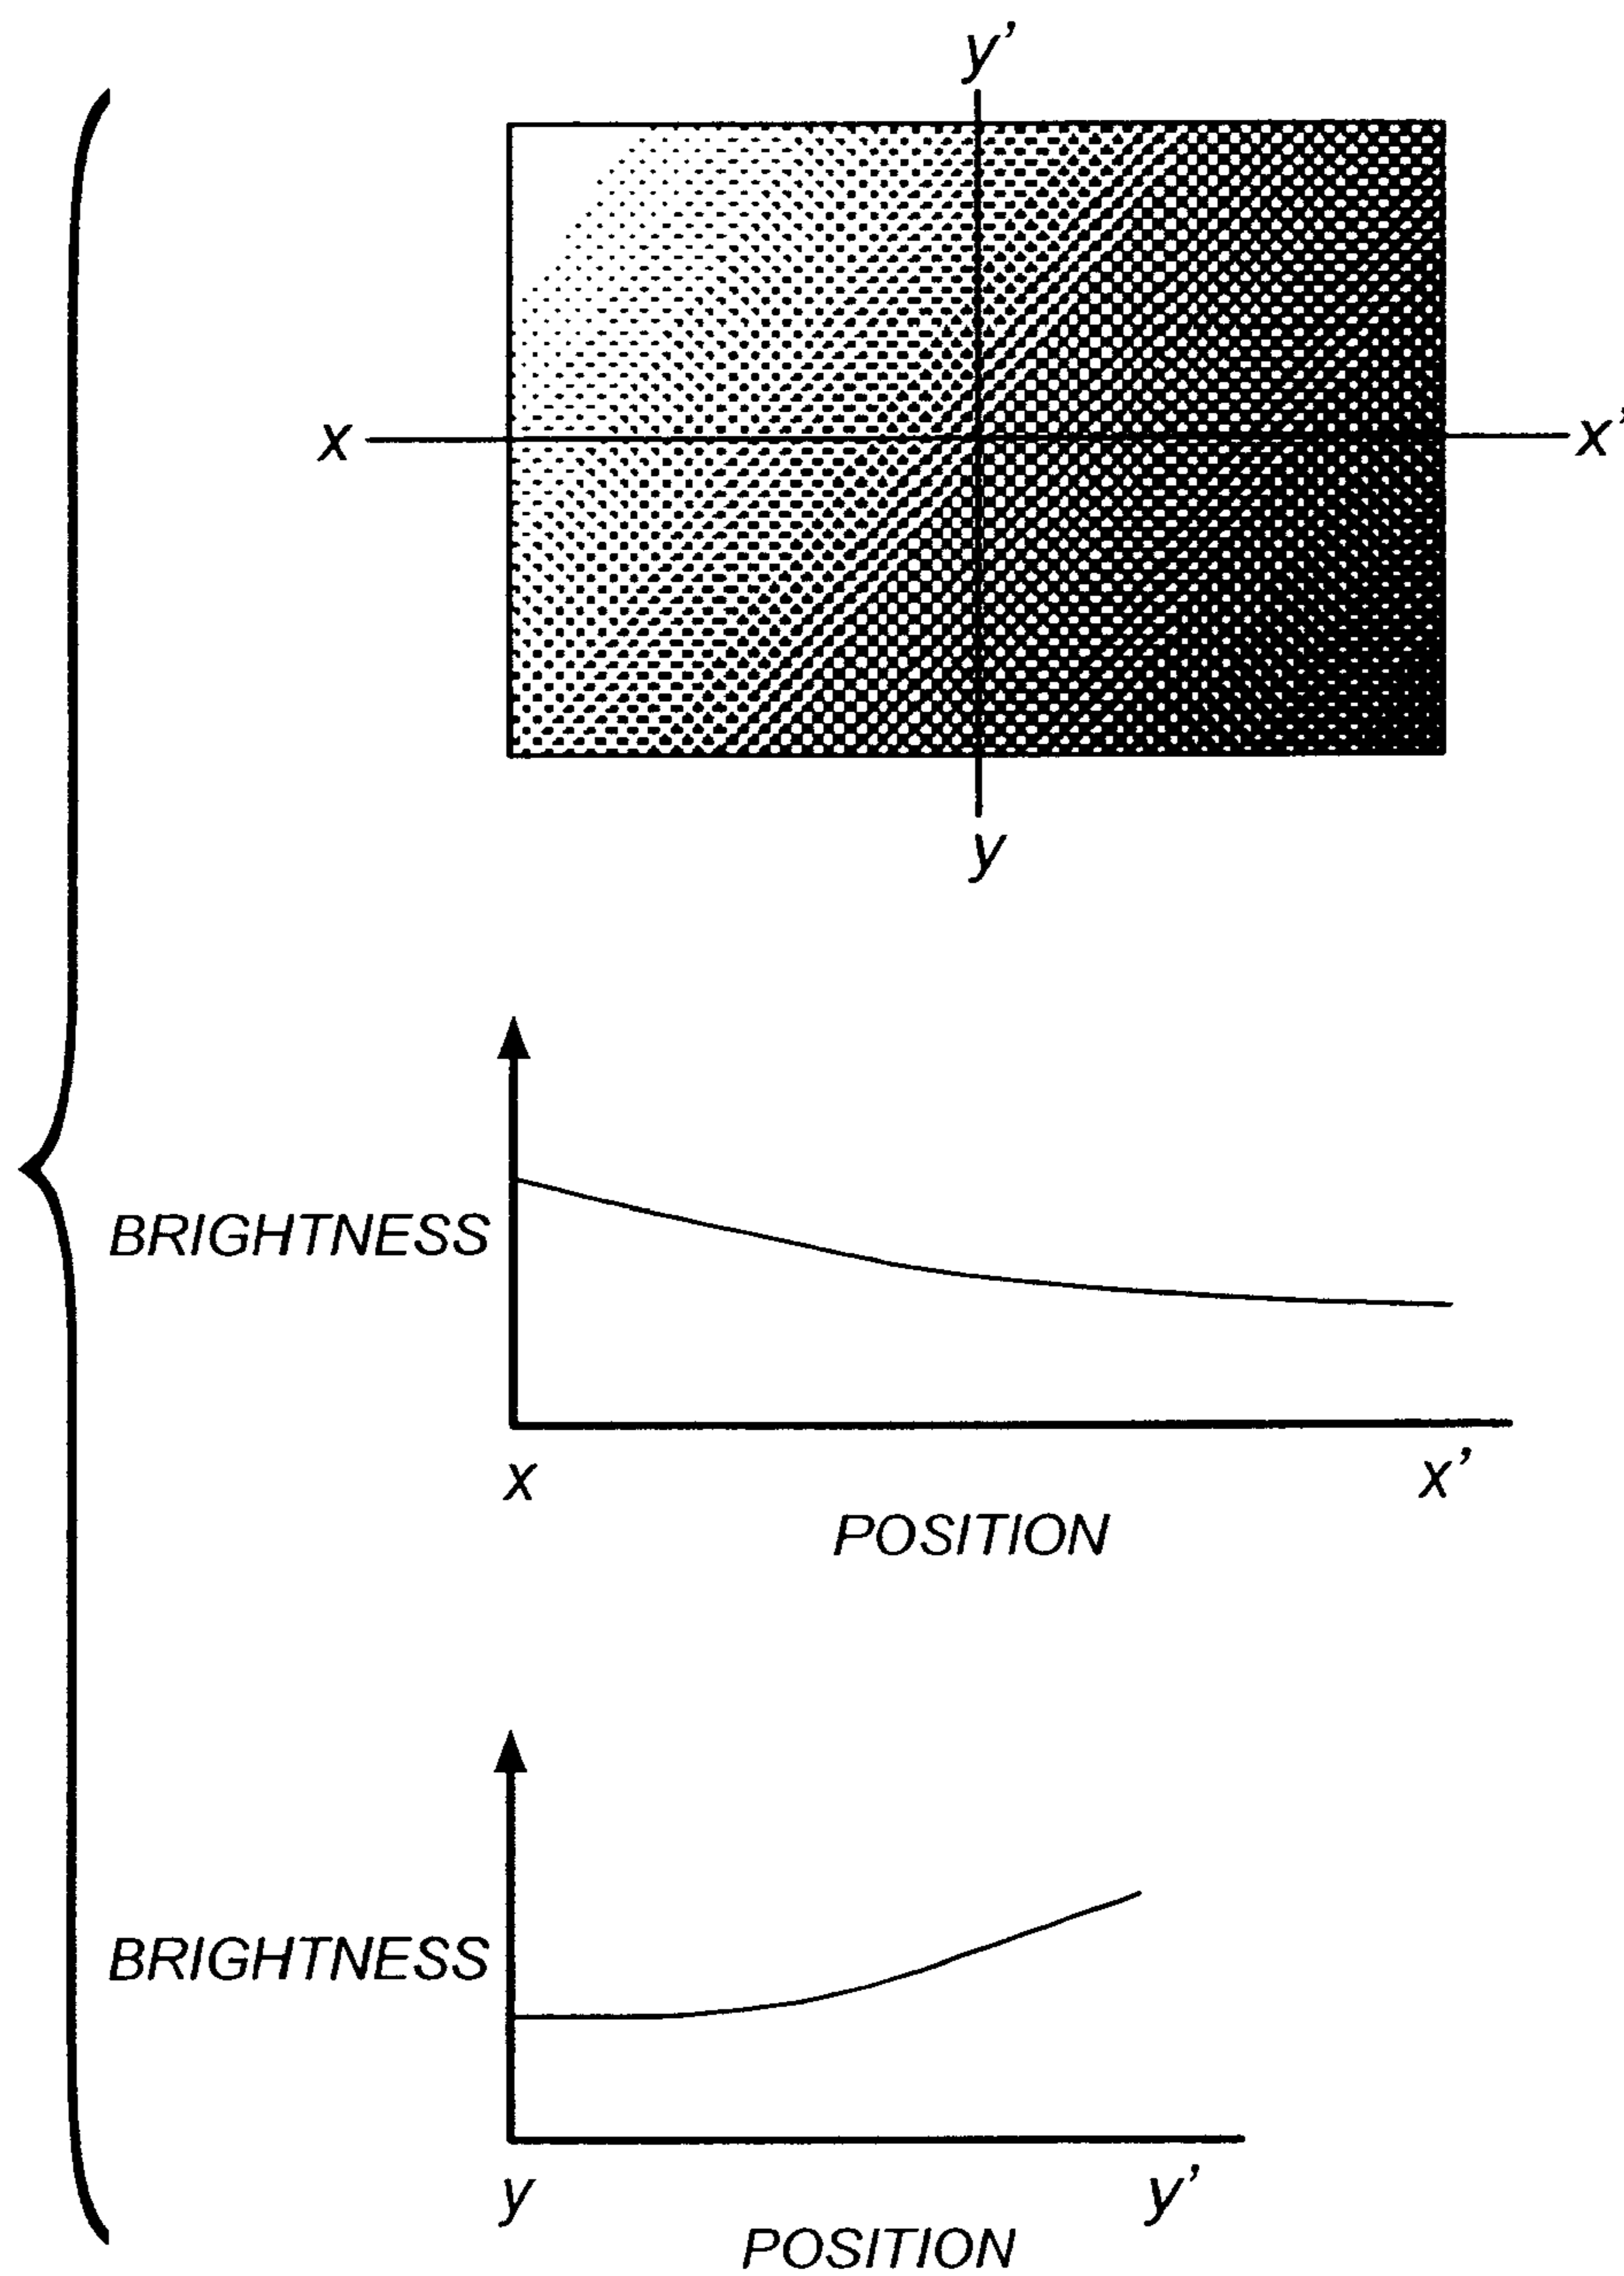 y'
x x'
y
BRIGHTNESS
x x'
POSITION
BRIGHTNESS
y y'
POSITION